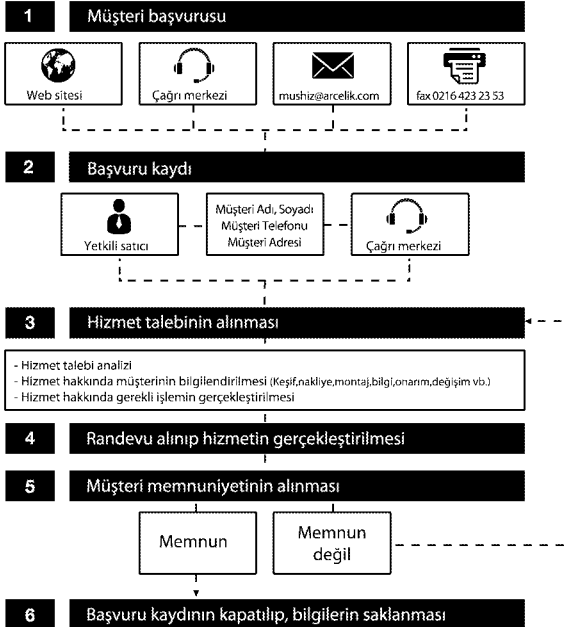 1 Müşteri başvurusu
Web sitesi
Çağrı merkezi
mushiz@arcelik.com
fax 0216 423 23 53
2 Başvuru kaydı
Yetkili satıcı
Müşteri Adı, Soyadı
Müşteri Telefonu
Müşteri Adresi
Çağrı merkezi
3 Hizmet talebinin alınması
- Hizmet talebi analizi
- Hizmet hakkında müşterinin bilgilendirilmesi (Keşif,nakliye,montaj,bilgi,onarım,değişim vb.)
- Hizmet hakkında gerekli işlemin gerçekleştirilmesi
4 Randevu alınıp hizmetin gerçekleştirilmesi
5 Müşteri memnuniyetinin alınması
Memnun
Memnun
değil
6 Başvuru kaydının kapatılıp, bilgilerin saklanması